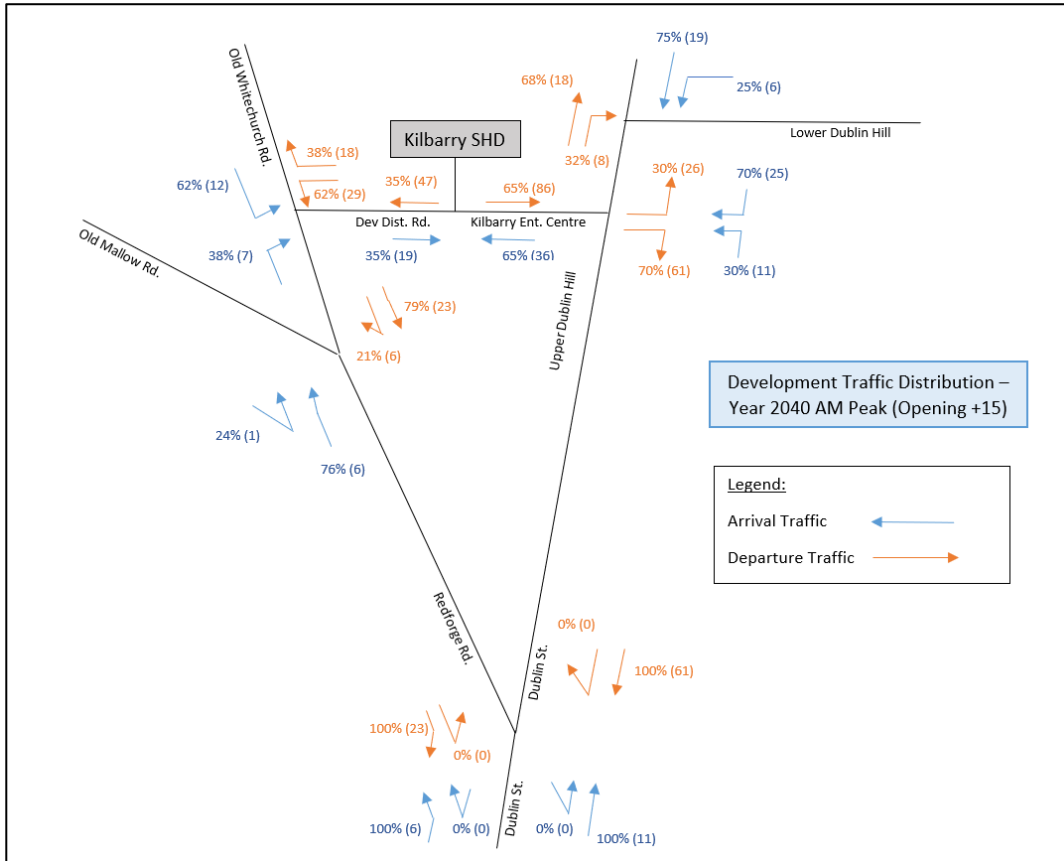 75% (19)
25% (6)
Lower Dublin Hill
68% (18)
32% (8)
Old Whitechurch Rd.
Kilbarry SHD
38% (18)
62% (29)
35% (47)
65% (86)
30% (26)
70% (25)
62% (12)
Dev Dist. Rd.
Kilbarry Ent. Centre
38% (7)
35% (19)
65% (36)
70% (61)
30% (11)
Old Mallow Rd.
79% (23)
21% (6)
Upper Dublin Hill
Development Traffic Distribution –
Year 2040 AM Peak (Opening +15)
24% (1)
76% (6)
Legend:
Arrival Traffic
Departure Traffic
Redforge Rd.
0% (0)
Dublin St.
100% (61)
100% (23)
0% (0)
100% (6)
0% (0)
Dublin St.
0% (0)
100% (11)